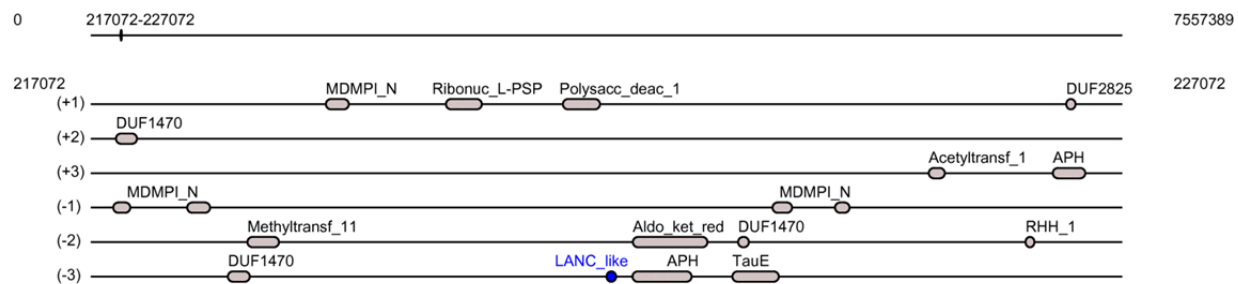 0 217072-227072 7557389
217072 227072
MDMPI_N Ribonuc_L-PSP Polysacc_deac_1 DUF2825
(+1)
DUF1470
(+2)
Acetyltransf_1 APH
(+3)
MDMPI_N MDMPI_N
(-1)
Methyltransf_11 Aldo_ket_red DUF1470 RHH_1
(-2)
DUF1470 LANC_like APH TauE
(-3)